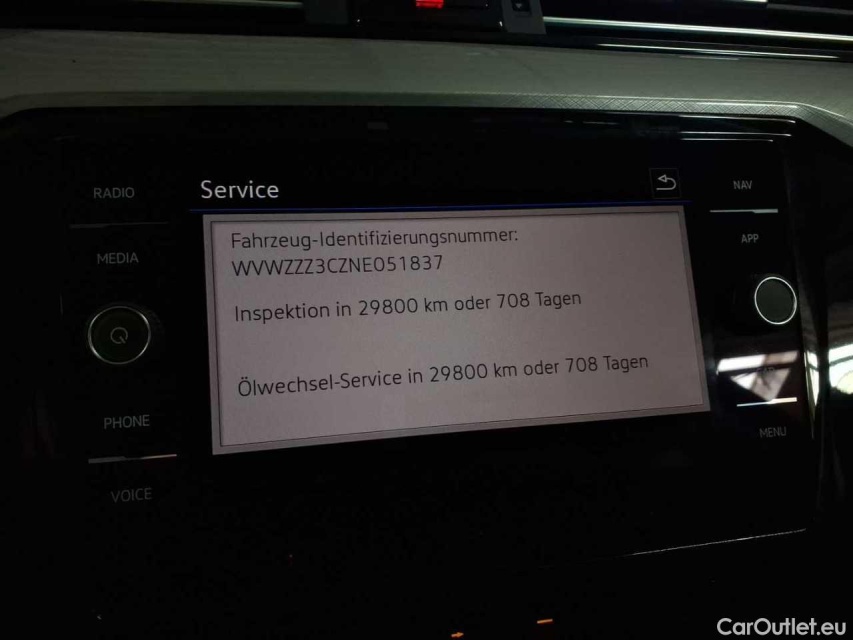 Service
RADIO
NAV
MEDIA
APP
Fahrzeug-Identifizierungsnummer:
WVWZZZ3CZNE051837
Inspektion in 29800 km oder 708 Tagen
Ölwechsel-Service in 29800 km oder 708 Tagen
PHONE
MENU
VOICE
CarOutlet.eu